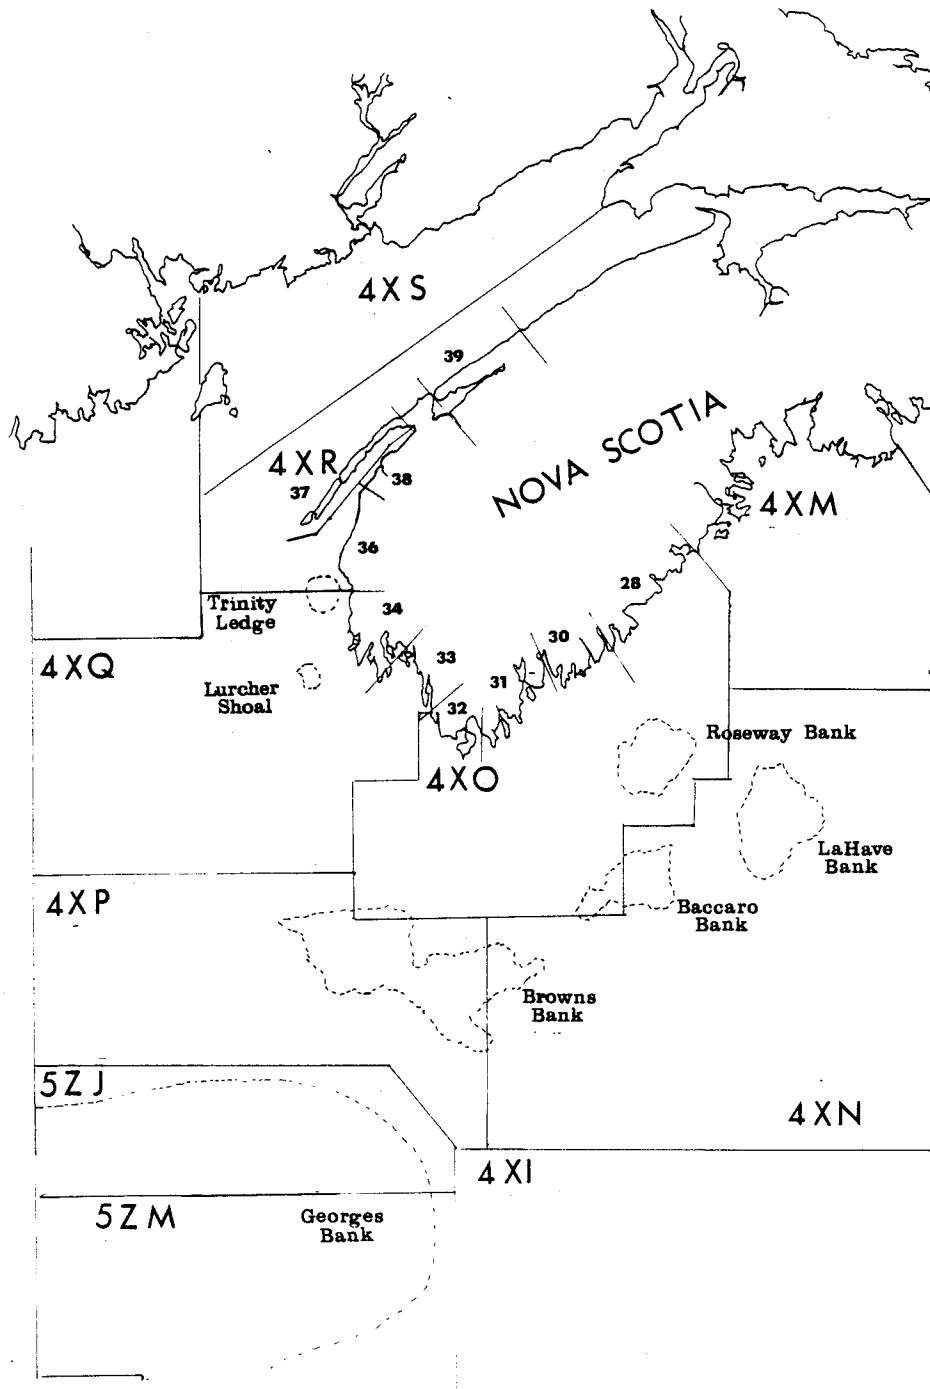 4XS
39
NOVA SCOTIA
4XR
37
38
4XM
36
28
Trinity
Ledge
34
30
4XQ
33
Lurcher
Shoal
31
32
Roseway Bank
4XO
LaHave
Bank
4XP
Baccaro
Bank
Browns
Bank
5ZJ
4XN
4XI
5ZM
Georges
Bank